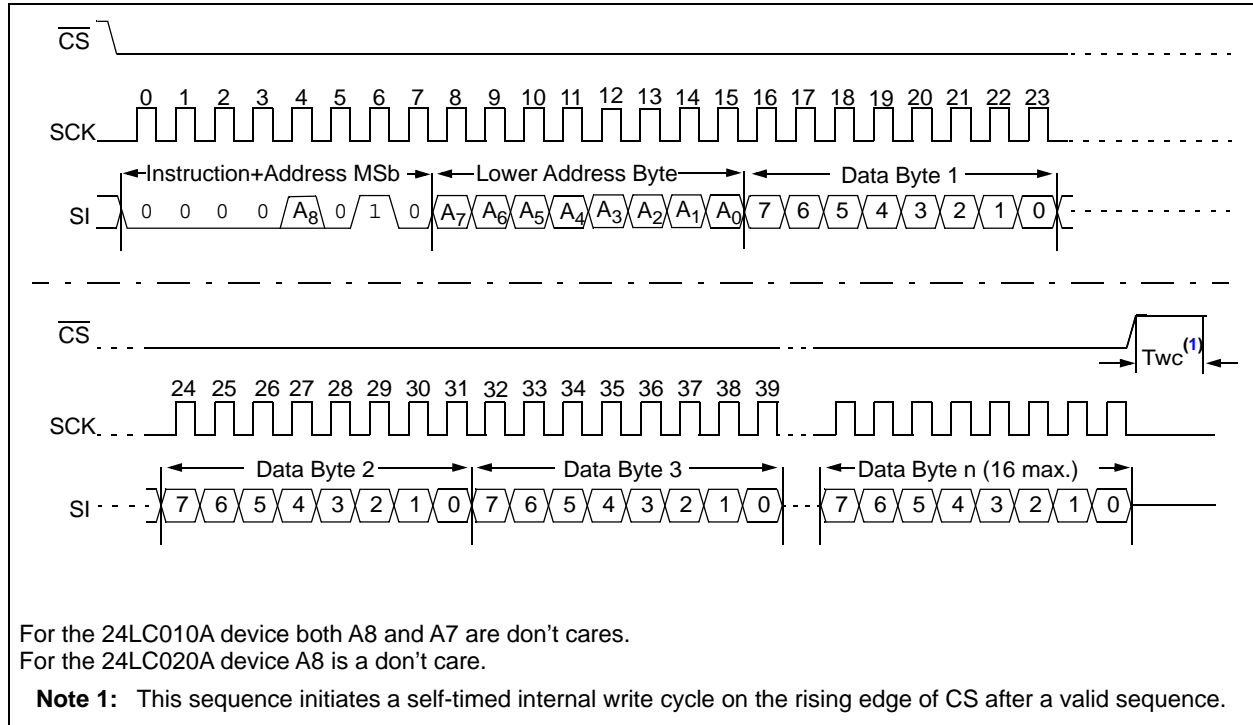 CS
0 1 2 3 4 5 6 7 8 9 10 11 12 13 14 15 16 17 18 19 20 21 22 23
SCK
Instruction+Address MSb Lower Address Byte Data Byte 1
SI 0 0 0 0 A8 0 1 0 A7 A6 A5 A4 A3 A2 A1 A0 7 6 5 4 3 2 1 0
CS
Twc(1)
24 25 26 27 28 29 30 31 32 33 34 35 36 37 38 39
SCK
Data Byte 2 Data Byte 3 Data Byte n (16 max.)
SI 7 6 5 4 3 2 1 0 7 6 5 4 3 2 1 0 7 6 5 4 3 2 1 0
For the 24LC010A device both A8 and A7 are don't cares.
For the 24LC020A device A8 is a don't care.
Note 1: This sequence initiates a self-timed internal write cycle on the rising edge of CS after a valid sequence.